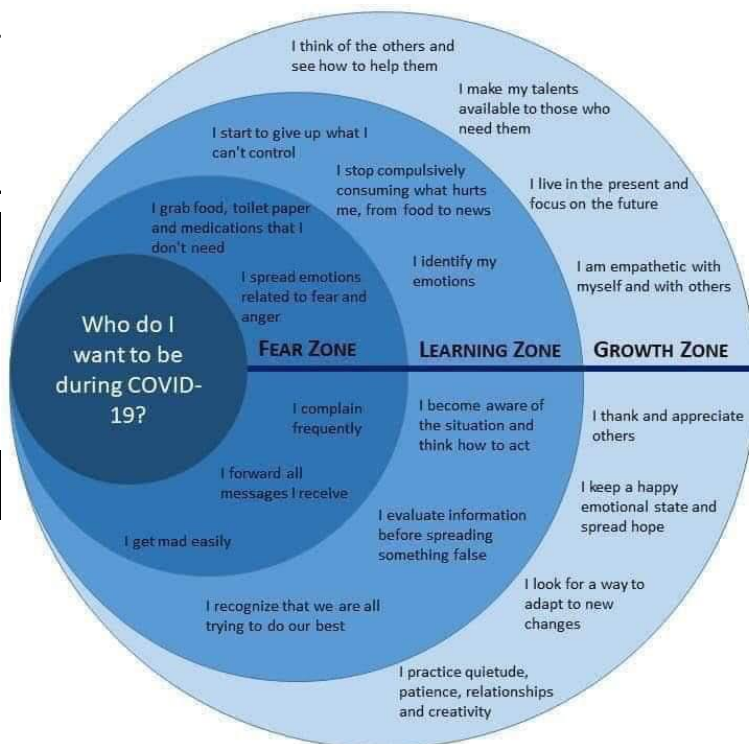 I think of the others and
see how to help them
I make my talents
available to those who
need them
I start to give up what I
can't control
I stop compulsively
consuming what hurts
me, from food to news
I live in the present and
focus on the future
I grab food, toilet paper
and medications that I
don't need
I identify my
emotions
I am empathetic with
myself and with others
I spread emotions
related to fear and
anger
Who do I
want to be
during COVID-
19?
FEAR ZONE
LEARNING ZONE
GROWTH ZONE
I complain
frequently
I become aware of
the situation and
think how to act
I thank and appreciate
others
I forward all
messages I receive
I keep a happy
emotional state and
spread hope
I evaluate information
before spreading
something false
I get mad easily
I look for a way to
adapt to new
changes
I recognize that we are all
trying to do our best
I practice quietude,
patience, relationships
and creativity